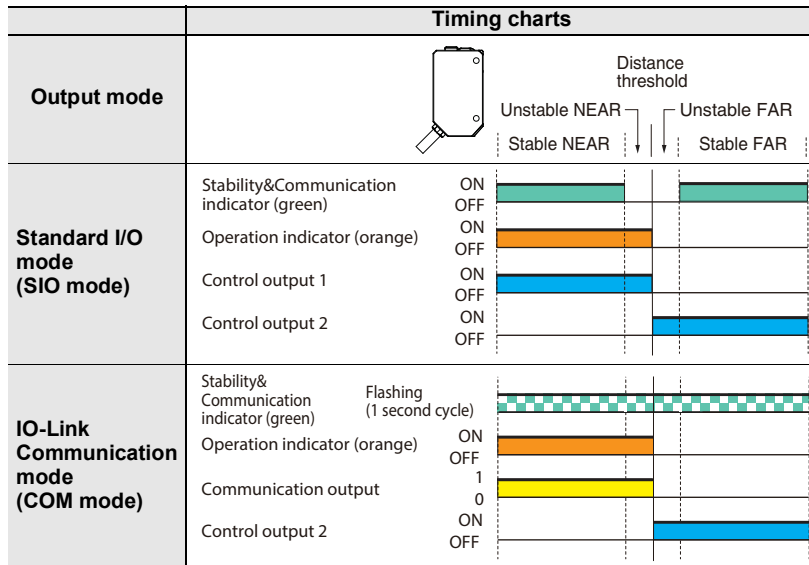 Timing charts
Output mode
Distance
threshold
Unstable NEAR
Unstable FAR
Stable NEAR
Stable FAR
Standard I/O
mode
(SIO mode)
Stability&Communication
indicator (green)
ON
OFF
Operation indicator (orange)
ON
OFF
Control output 1
ON
OFF
Control output 2
ON
OFF
IO-Link
Communication
mode
(COM mode)
Stability&
Communication
indicator (green)
Flashing
(1 second cycle)
Operation indicator (orange)
ON
OFF
Communication output
1
0
Control output 2
ON
OFF